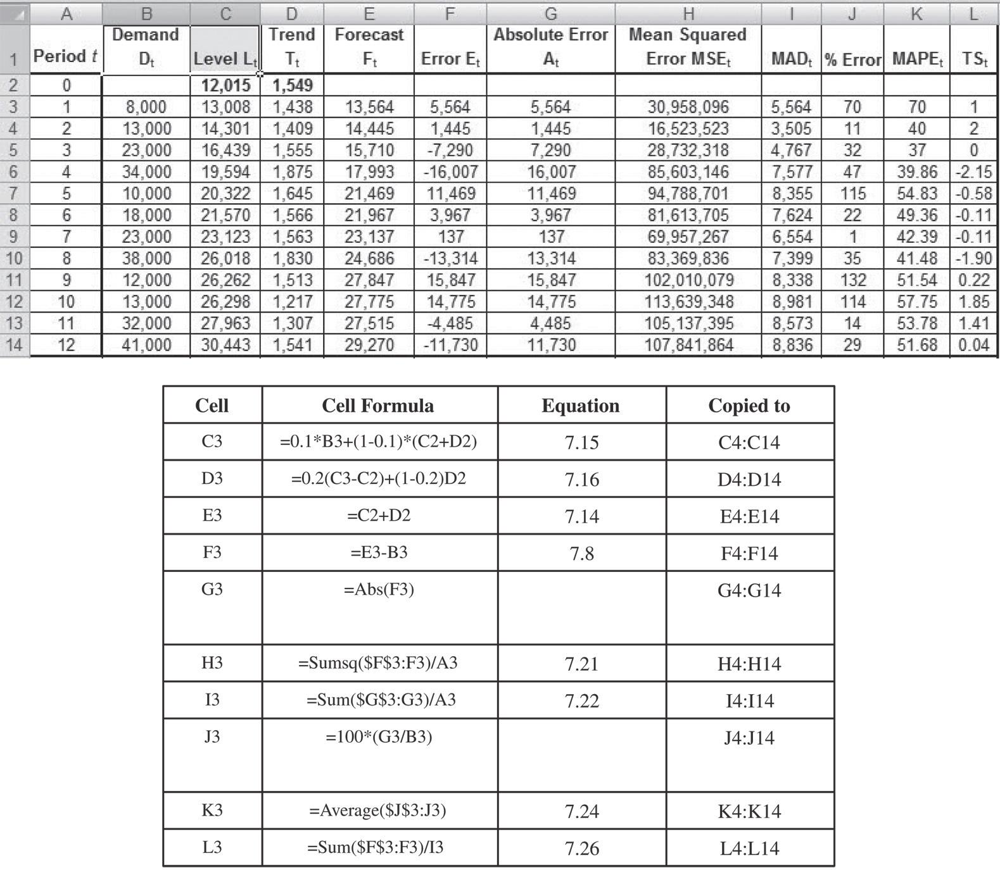 A B C D E F G H I J K L
1 Period t Demand Dₜ Level Lₜ Trend Tₜ Forecast Fₜ Error Eₜ Absolute Error Aₜ Mean Squared Error MSEₜ MADₜ % Error MAPEₜ TSₜ
2 0 12,015 1,549
3 1 8,000 13,008 1,438 13,564 5,564 5,564 30,958,096 5,564 70 70 1
4 2 13,000 14,301 1,409 14,445 1,445 1,445 16,523,523 3,505 11 40 2
5 3 23,000 16,439 1,555 15,710 -7,290 7,290 28,732,318 4,767 32 37 0
6 4 34,000 19,594 1,875 17,993 -16,007 16,007 85,603,146 7,577 47 39.86 -2.15
7 5 10,000 20,322 1,645 21,469 11,469 11,469 94,788,701 8,355 115 54.83 -0.58
8 6 18,000 21,570 1,566 21,967 3,967 3,967 81,613,705 7,624 22 49.36 -0.11
9 7 23,000 23,123 1,563 23,137 137 137 69,957,267 6,554 1 42.39 -0.11
10 8 38,000 26,018 1,830 24,686 -13,314 13,314 83,369,836 7,399 35 41.48 -1.90
11 9 12,000 26,262 1,513 27,847 15,847 15,847 102,010,079 8,338 132 51.54 0.22
12 10 13,000 26,298 1,217 27,775 14,775 14,775 113,639,348 8,981 114 57.75 1.85
13 11 32,000 27,963 1,307 27,515 -4,485 4,485 105,137,395 8,573 14 53.78 1.41
14 12 41,000 30,443 1,541 29,270 -11,730 11,730 107,841,864 8,836 29 51.68 0.04
Cell Cell Formula Equation Copied to
C3 =0.1*B3+(1-0.1)*(C2+D2) 7.15 C4:C14
D3 =0.2(C3-C2)+(1-0.2)D2 7.16 D4:D14
E3 =C2+D2 7.14 E4:E14
F3 =E3-B3 7.8 F4:F14
G3 =Abs(F3) G4:G14
H3 =Sumsq($F$3:F3)/A3 7.21 H4:H14
I3 =Sum($G$3:G3)/A3 7.22 I4:I14
J3 =100*(G3/B3) J4:J14
K3 =Average($J$3:J3) 7.24 K4:K14
L3 =Sum($F$3:F3)/I3 7.26 L4:L14